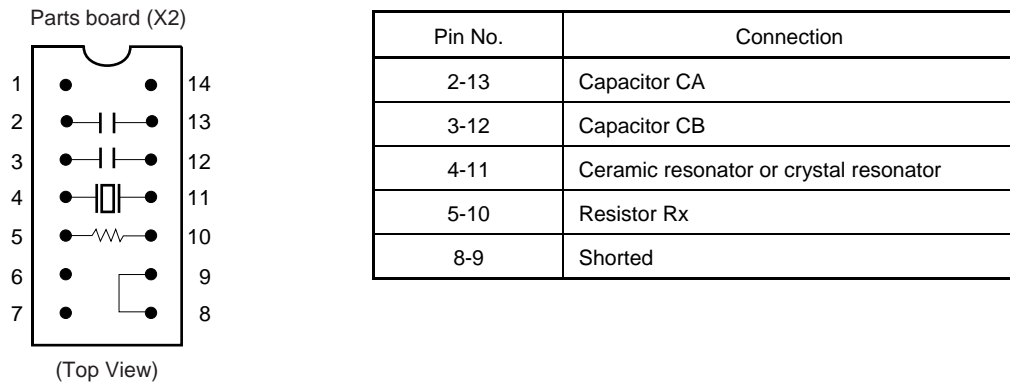 Parts board (X2)
1 14
2 13
3 12
4 11
5 10
6 9
7 8
(Top View)
Pin No. Connection
2-13 Capacitor CA
3-12 Capacitor CB
4-11 Ceramic resonator or crystal resonator
5-10 Resistor Rx
8-9 Shorted